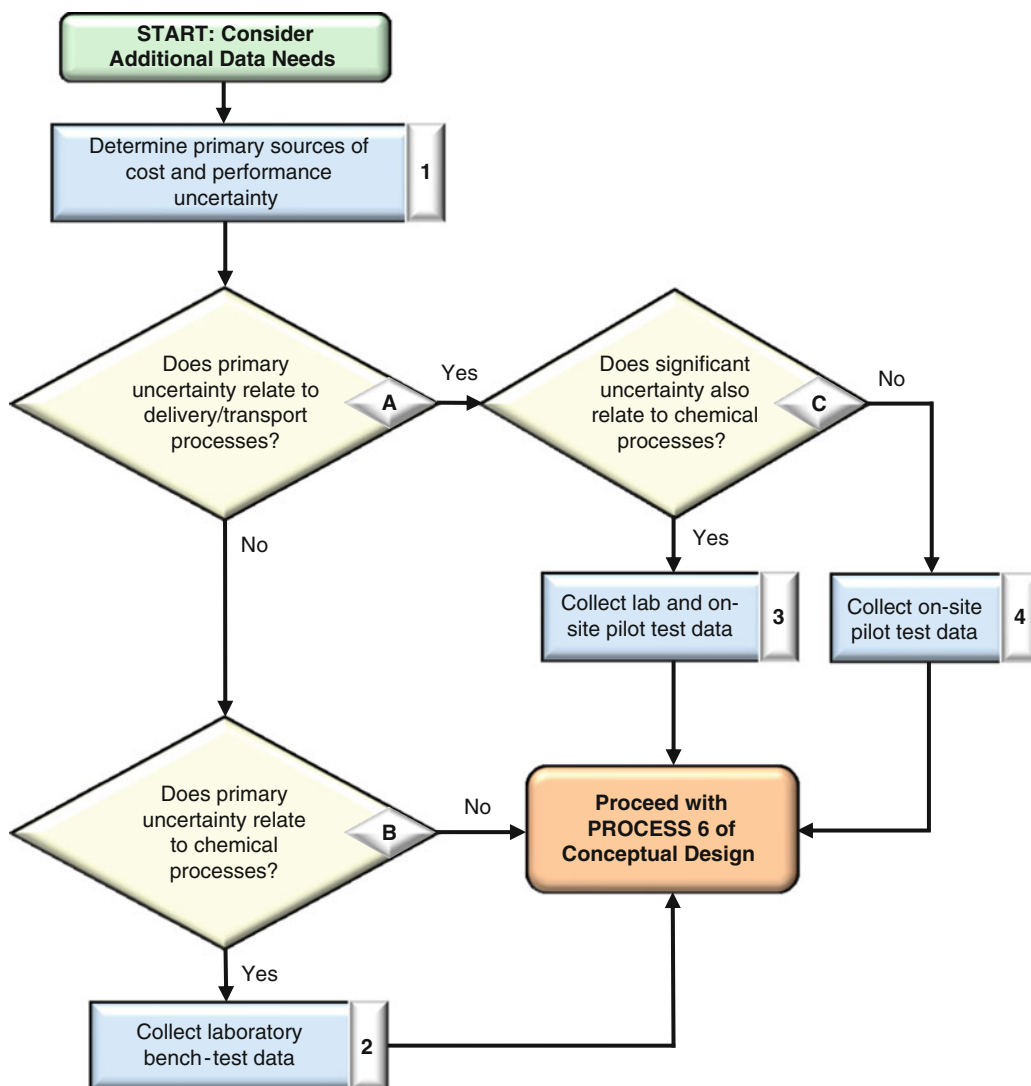 START: Consider
Additional Data Needs
Determine primary sources of
cost and performance
uncertainty
1
Does primary
uncertainty relate to
delivery/transport
processes?
A
Yes
Does significant
uncertainty also
relate to chemical
processes?
C
No
No
Yes
Collect lab and on-
site pilot test data
3
Collect on-site
pilot test data
4
Does primary
uncertainty relate
to chemical
processes?
B
No
Proceed with
PROCESS 6 of
Conceptual Design
Yes
Collect laboratory
bench-test data
2